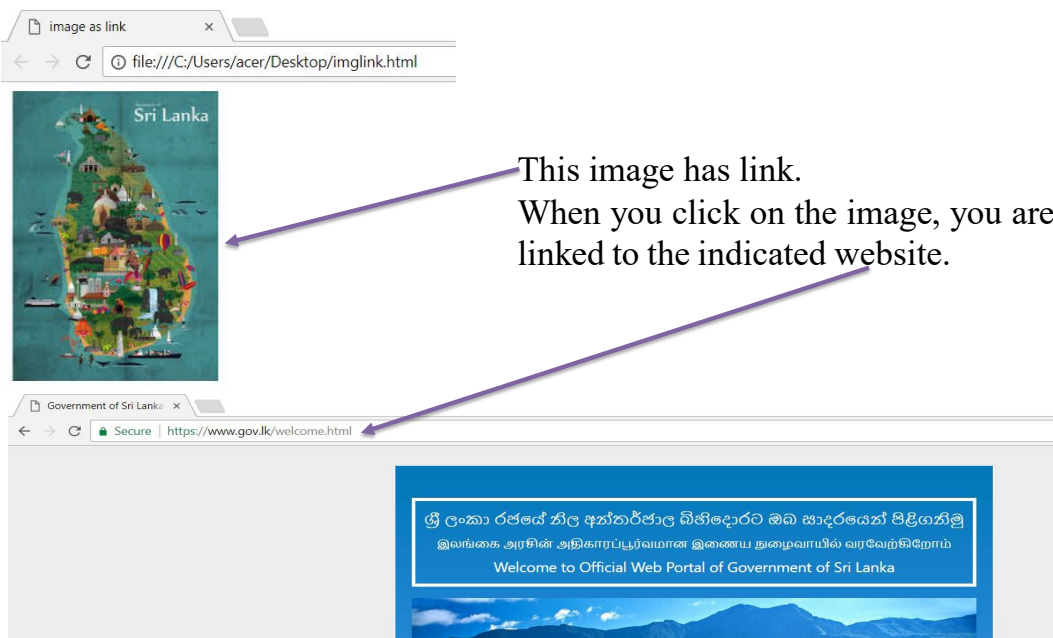 image as link
file:///C:/Users/acer/Desktop/imglink.html
Sri Lanka
This image has link.
When you click on the image, you are
linked to the indicated website.
Government of Sri Lanka
Secure | https://www.gov.lk/welcome.html
ශ්‍රී ලංකා රජයේ නිල අන්තර්ජාල බිහිදොරට ඔබ සාදරයෙන් පිළිගනිමු
இலங்கை அரசின் அதிகாரப்பூர்வமான இணைய நுழைவாயில் வரவேற்கிறோம்
Welcome to Official Web Portal of Government of Sri Lanka